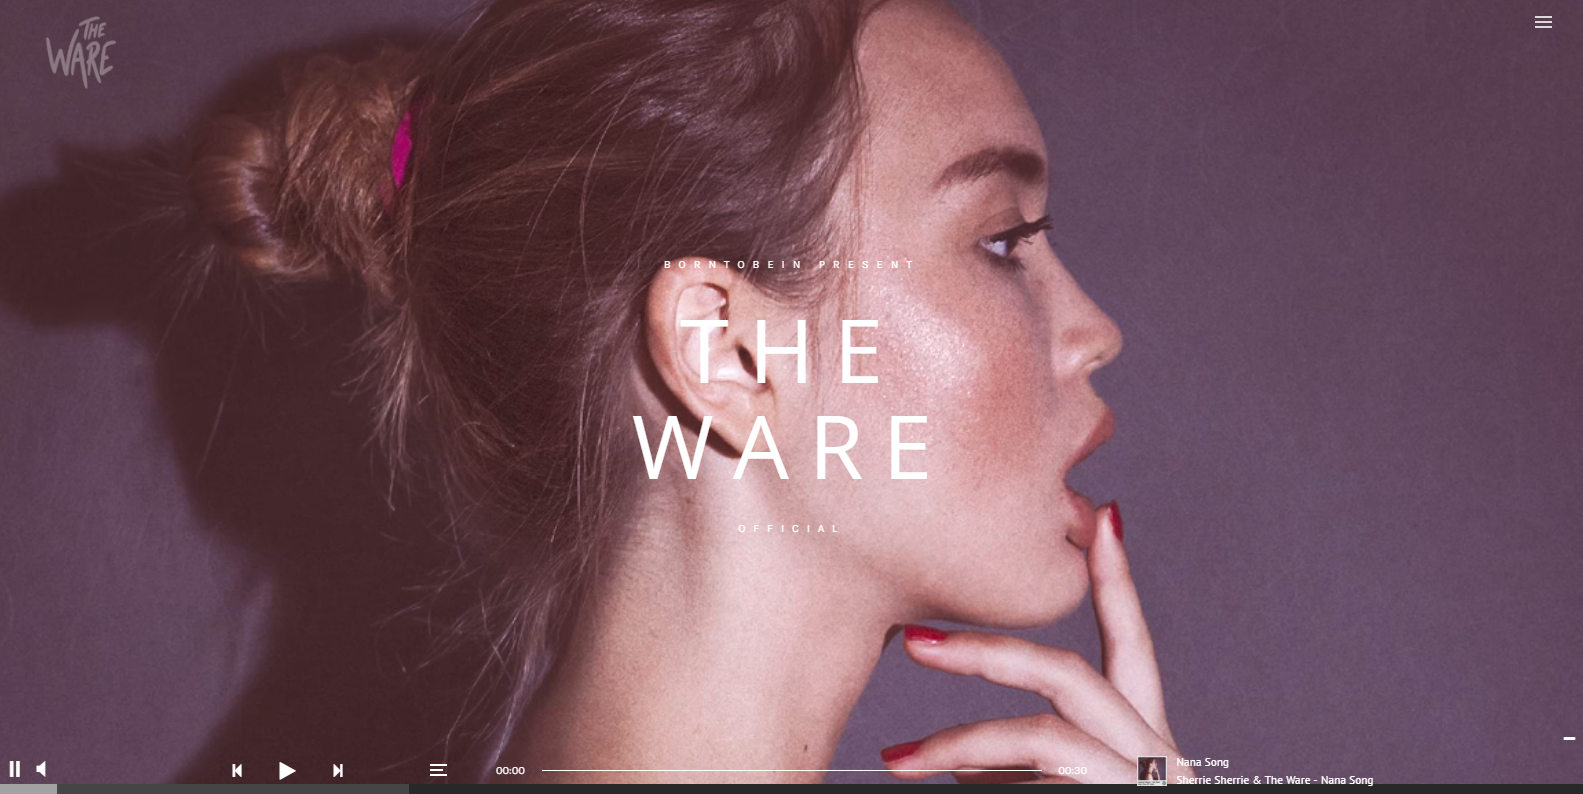 THE
WARE
BORNTOBEIN PRESENT
THE
WARE
OFFICIAL
00:00
00:30
Nana Song
Sherrie Sherrie & The Ware - Nana Song